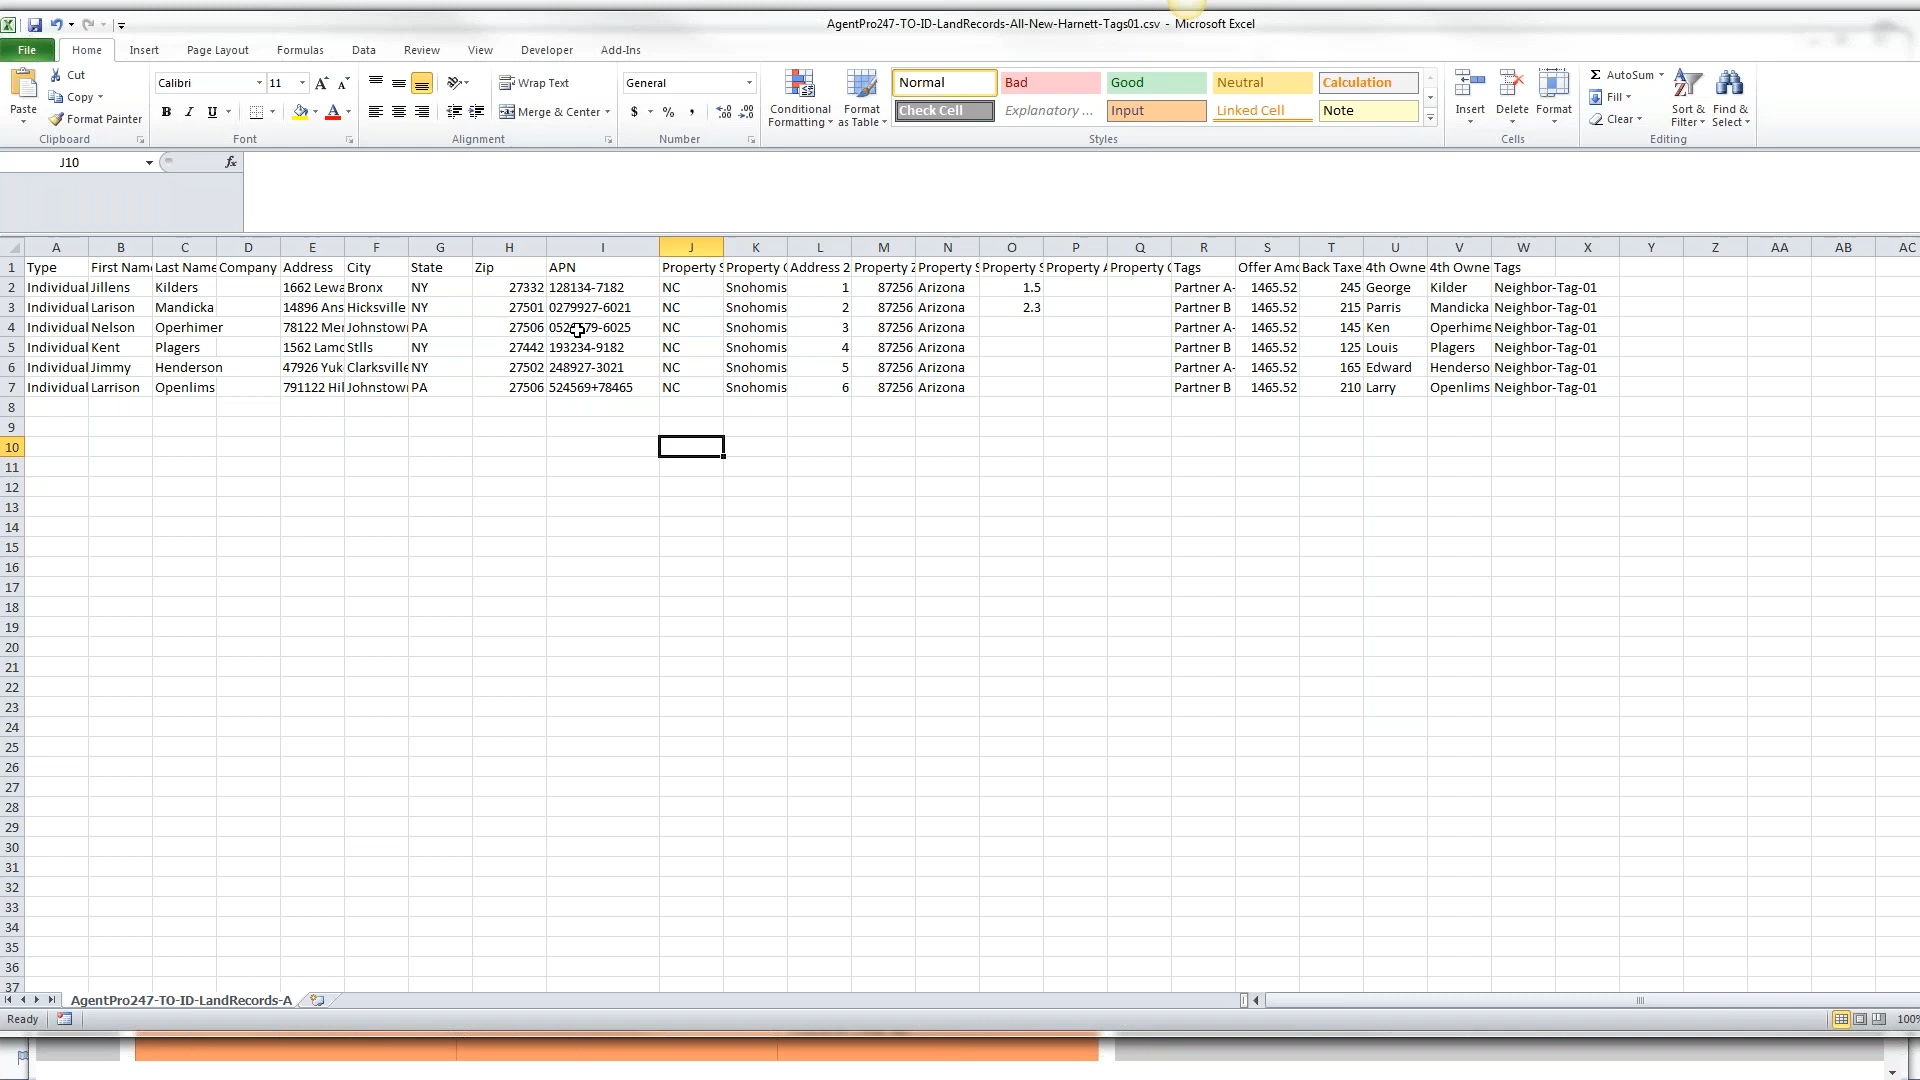 AgentPro247-TO-ID-LandRecords-All-New-Harnett-Tags01.csv - Microsoft Excel
File Home Insert Page Layout Formulas Data Review View Developer Add-Ins
Paste Cut Copy Format Painter Clipboard
Calibri 11 B I U Font
Wrap Text Merge & Center Alignment
General $ % , Number
Conditional Formatting Format as Table
Normal Bad Good Neutral Calculation
Check Cell Explanatory ... Input Linked Cell Note
Styles
Insert Delete Format Cells
Σ AutoSum Fill Clear Sort & Filter Find & Select Editing
J10 fx
A B C D E F G H I J K L M N O P Q R S T U V W X Y Z AA AB AC
1 Type First Nam Last Name Company Address City State Zip APN Property S Property C Address 2 Property Z Property S Property S Property A Property C Tags Offer Amo Back Taxe 4th Owne 4th Owne Tags
2 Individual Jillens Kilders 1662 Lewa Bronx NY 27332 128134-7182 NC Snohomis 1 87256 Arizona 1.5 Partner A- 1465.52 245 George Kilder Neighbor-Tag-01
3 Individual Larison Mandicka 14896 Ans Hicksville NY 27501 0279927-6021 NC Snohomis 2 87256 Arizona 2.3 Partner B 1465.52 215 Parris Mandicka Neighbor-Tag-01
4 Individual Nelson Operhimer 78122 Mer Johnstow PA 27506 NC Snohomis 3 87256 Arizona Partner A- 1465.52 145 Ken Operhime Neighbor-Tag-01
5 Individual Kent Plagers 1562 Lamo Stlls NY 27442 193234-9182 NC Snohomis 4 87256 Arizona Partner B 1465.52 125 Louis Plagers Neighbor-Tag-01
6 Individual Jimmy Henderson 47926 Yuk Clarksville NY 27502 248927-3021 NC Snohomis 5 87256 Arizona Partner A- 1465.52 165 Edward Henderso Neighbor-Tag-01
7 Individual Larrison Openlims 791122 Hil Johnstow PA 27506 524569+78465 NC Snohomis 6 87256 Arizona Partner B 1465.52 210 Larry Openlims Neighbor-Tag-01
8
9
10
11
12
13
14
15
16
17
18
19
20
21
22
23
24
25
26
27
28
29
30
31
32
33
34
35
36
37
AgentPro247-TO-ID-LandRecords-A
Ready 100%